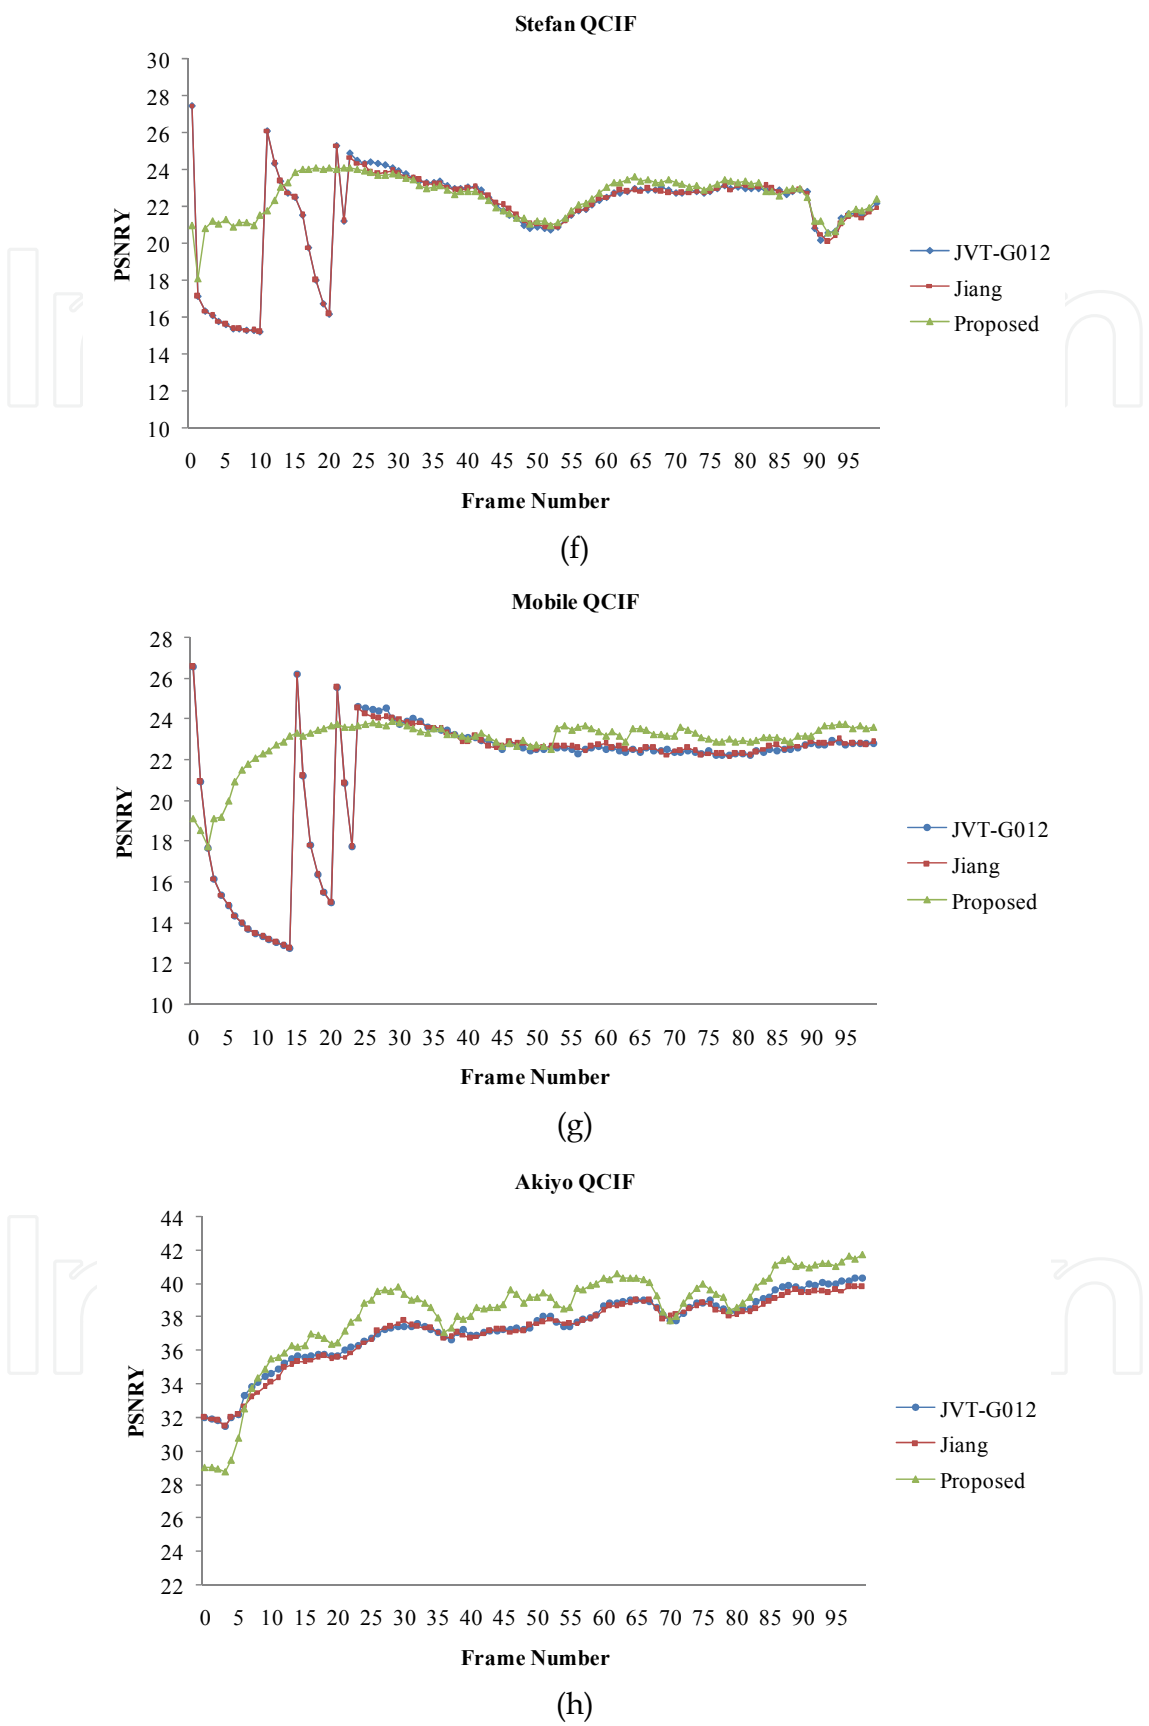 Stefan QCIF
30
28
26
24
22
20
18
16
14
12
10
PSNRY
0 5 10 15 20 25 30 35 40 45 50 55 60 65 70 75 80 85 90 95
Frame Number
JVT-G012
Jiang
Proposed
(f)
Mobile QCIF
28
26
24
22
20
18
16
14
12
10
PSNRY
0 5 10 15 20 25 30 35 40 45 50 55 60 65 70 75 80 85 90 95
Frame Number
JVT-G012
Jiang
Proposed
(g)
Akiyo QCIF
44
42
40
38
36
34
32
30
28
26
24
22
PSNRY
0 5 10 15 20 25 30 35 40 45 50 55 60 65 70 75 80 85 90 95
Frame Number
JVT-G012
Jiang
Proposed
(h)